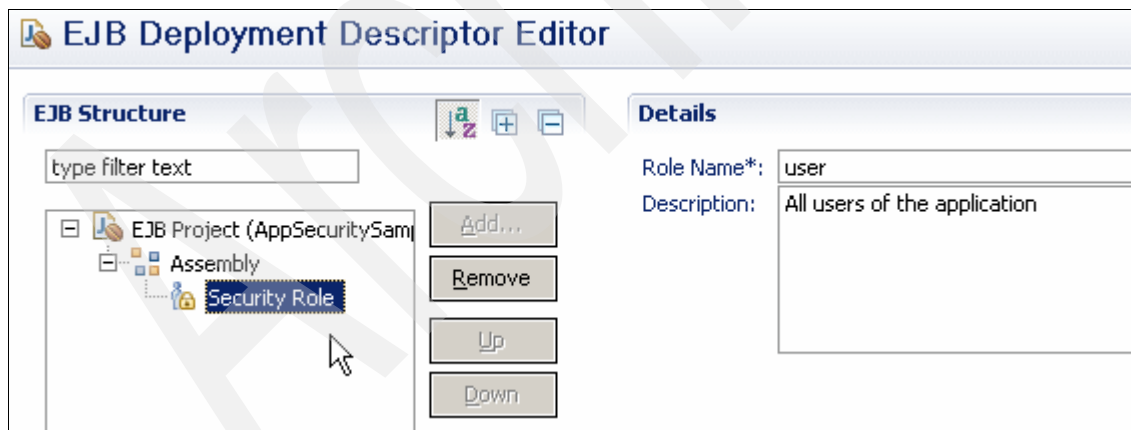 EJB Deployment Descriptor Editor
EJB Structure
type filter text
EJB Project (AppSecuritySam
Assembly
Security Role
Add...
Remove
Up
Down
Details
Role Name*: user
Description: All users of the application